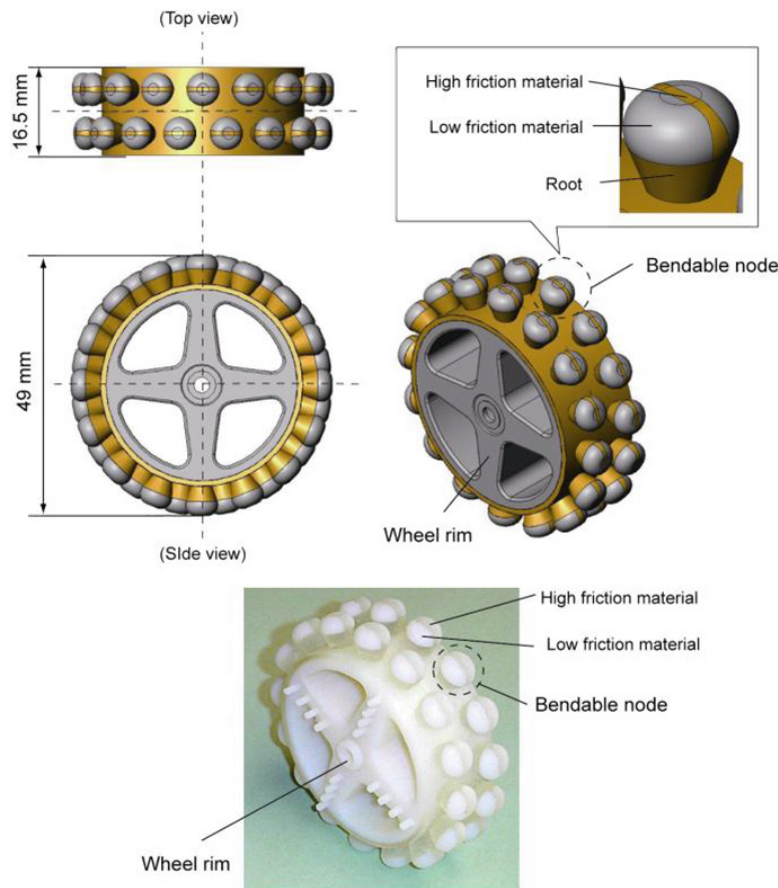 (Top view)
16.5 mm
High friction material
Low friction material
Root
Bendable node
49 mm
Wheel rim
(SIde view)
High friction material
Low friction material
Bendable node
Wheel rim